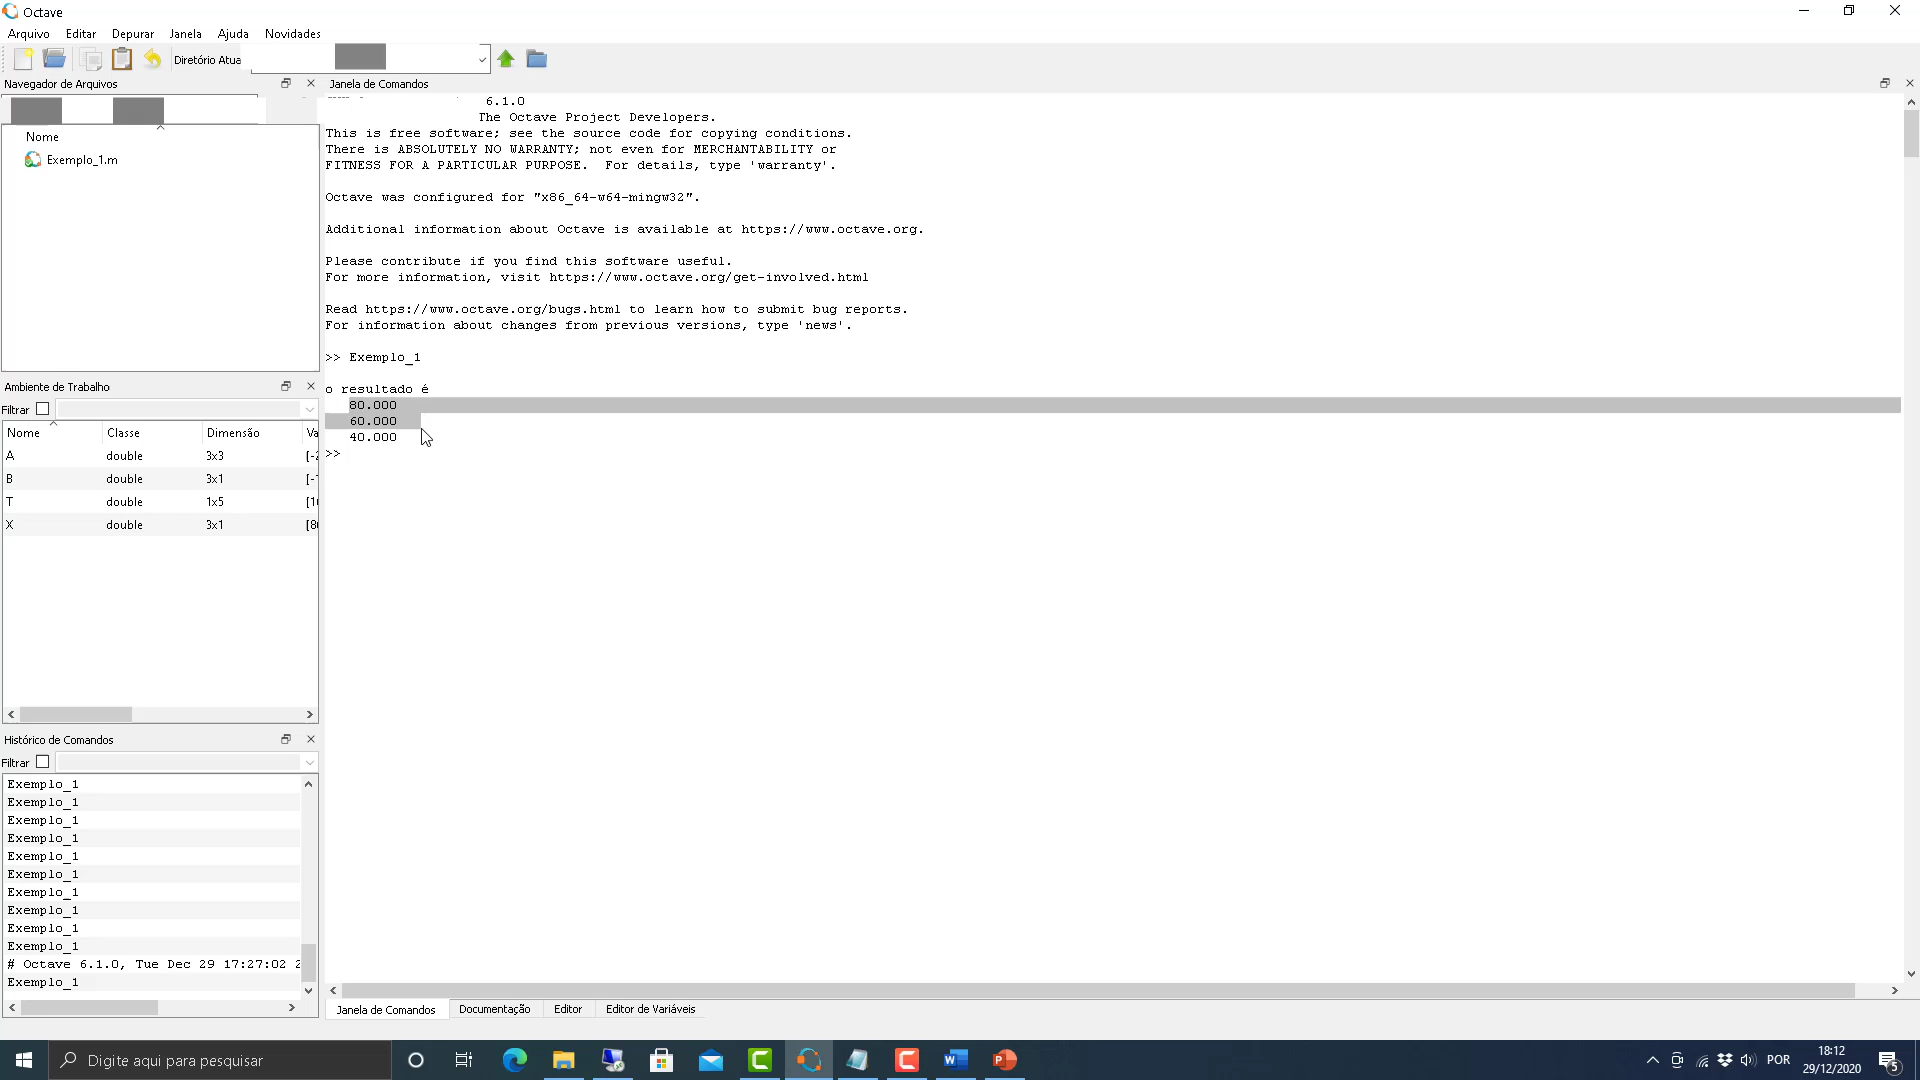 Octave
Arquivo Editar Depurar Janela Ajuda Novidades
Diretório Atua
Navegador de Arquivos
Nome
Exemplo_1.m
Ambiente de Trabalho
Filtrar
Nome Classe Dimensão Va
A double 3x3 [-2
B double 3x1 [-1
T double 1x5 [10
X double 3x1 [80
Histórico de Comandos
Filtrar
Exemplo_1
Exemplo_1
Exemplo_1
Exemplo_1
Exemplo_1
Exemplo_1
Exemplo_1
Exemplo_1
Exemplo_1
Exemplo_1
# Octave 6.1.0, Tue Dec 29 17:27:02 2
Exemplo_1
Janela de Comandos
6.1.0
The Octave Project Developers.
This is free software; see the source code for copying conditions.
There is ABSOLUTELY NO WARRANTY; not even for MERCHANTABILITY or
FITNESS FOR A PARTICULAR PURPOSE. For details, type 'warranty'.
Octave was configured for "x86_64-w64-mingw32".
Additional information about Octave is available at https://www.octave.org.
Please contribute if you find this software useful.
For more information, visit https://www.octave.org/get-involved.html
Read https://www.octave.org/bugs.html to learn how to submit bug reports.
For information about changes from previous versions, type 'news'.
>> Exemplo_1
o resultado é
80.000
60.000
40.000
>>
Janela de Comandos Documentação Editor Editor de Variáveis
Digite aqui para pesquisar
POR
18:12
29/12/2020
5